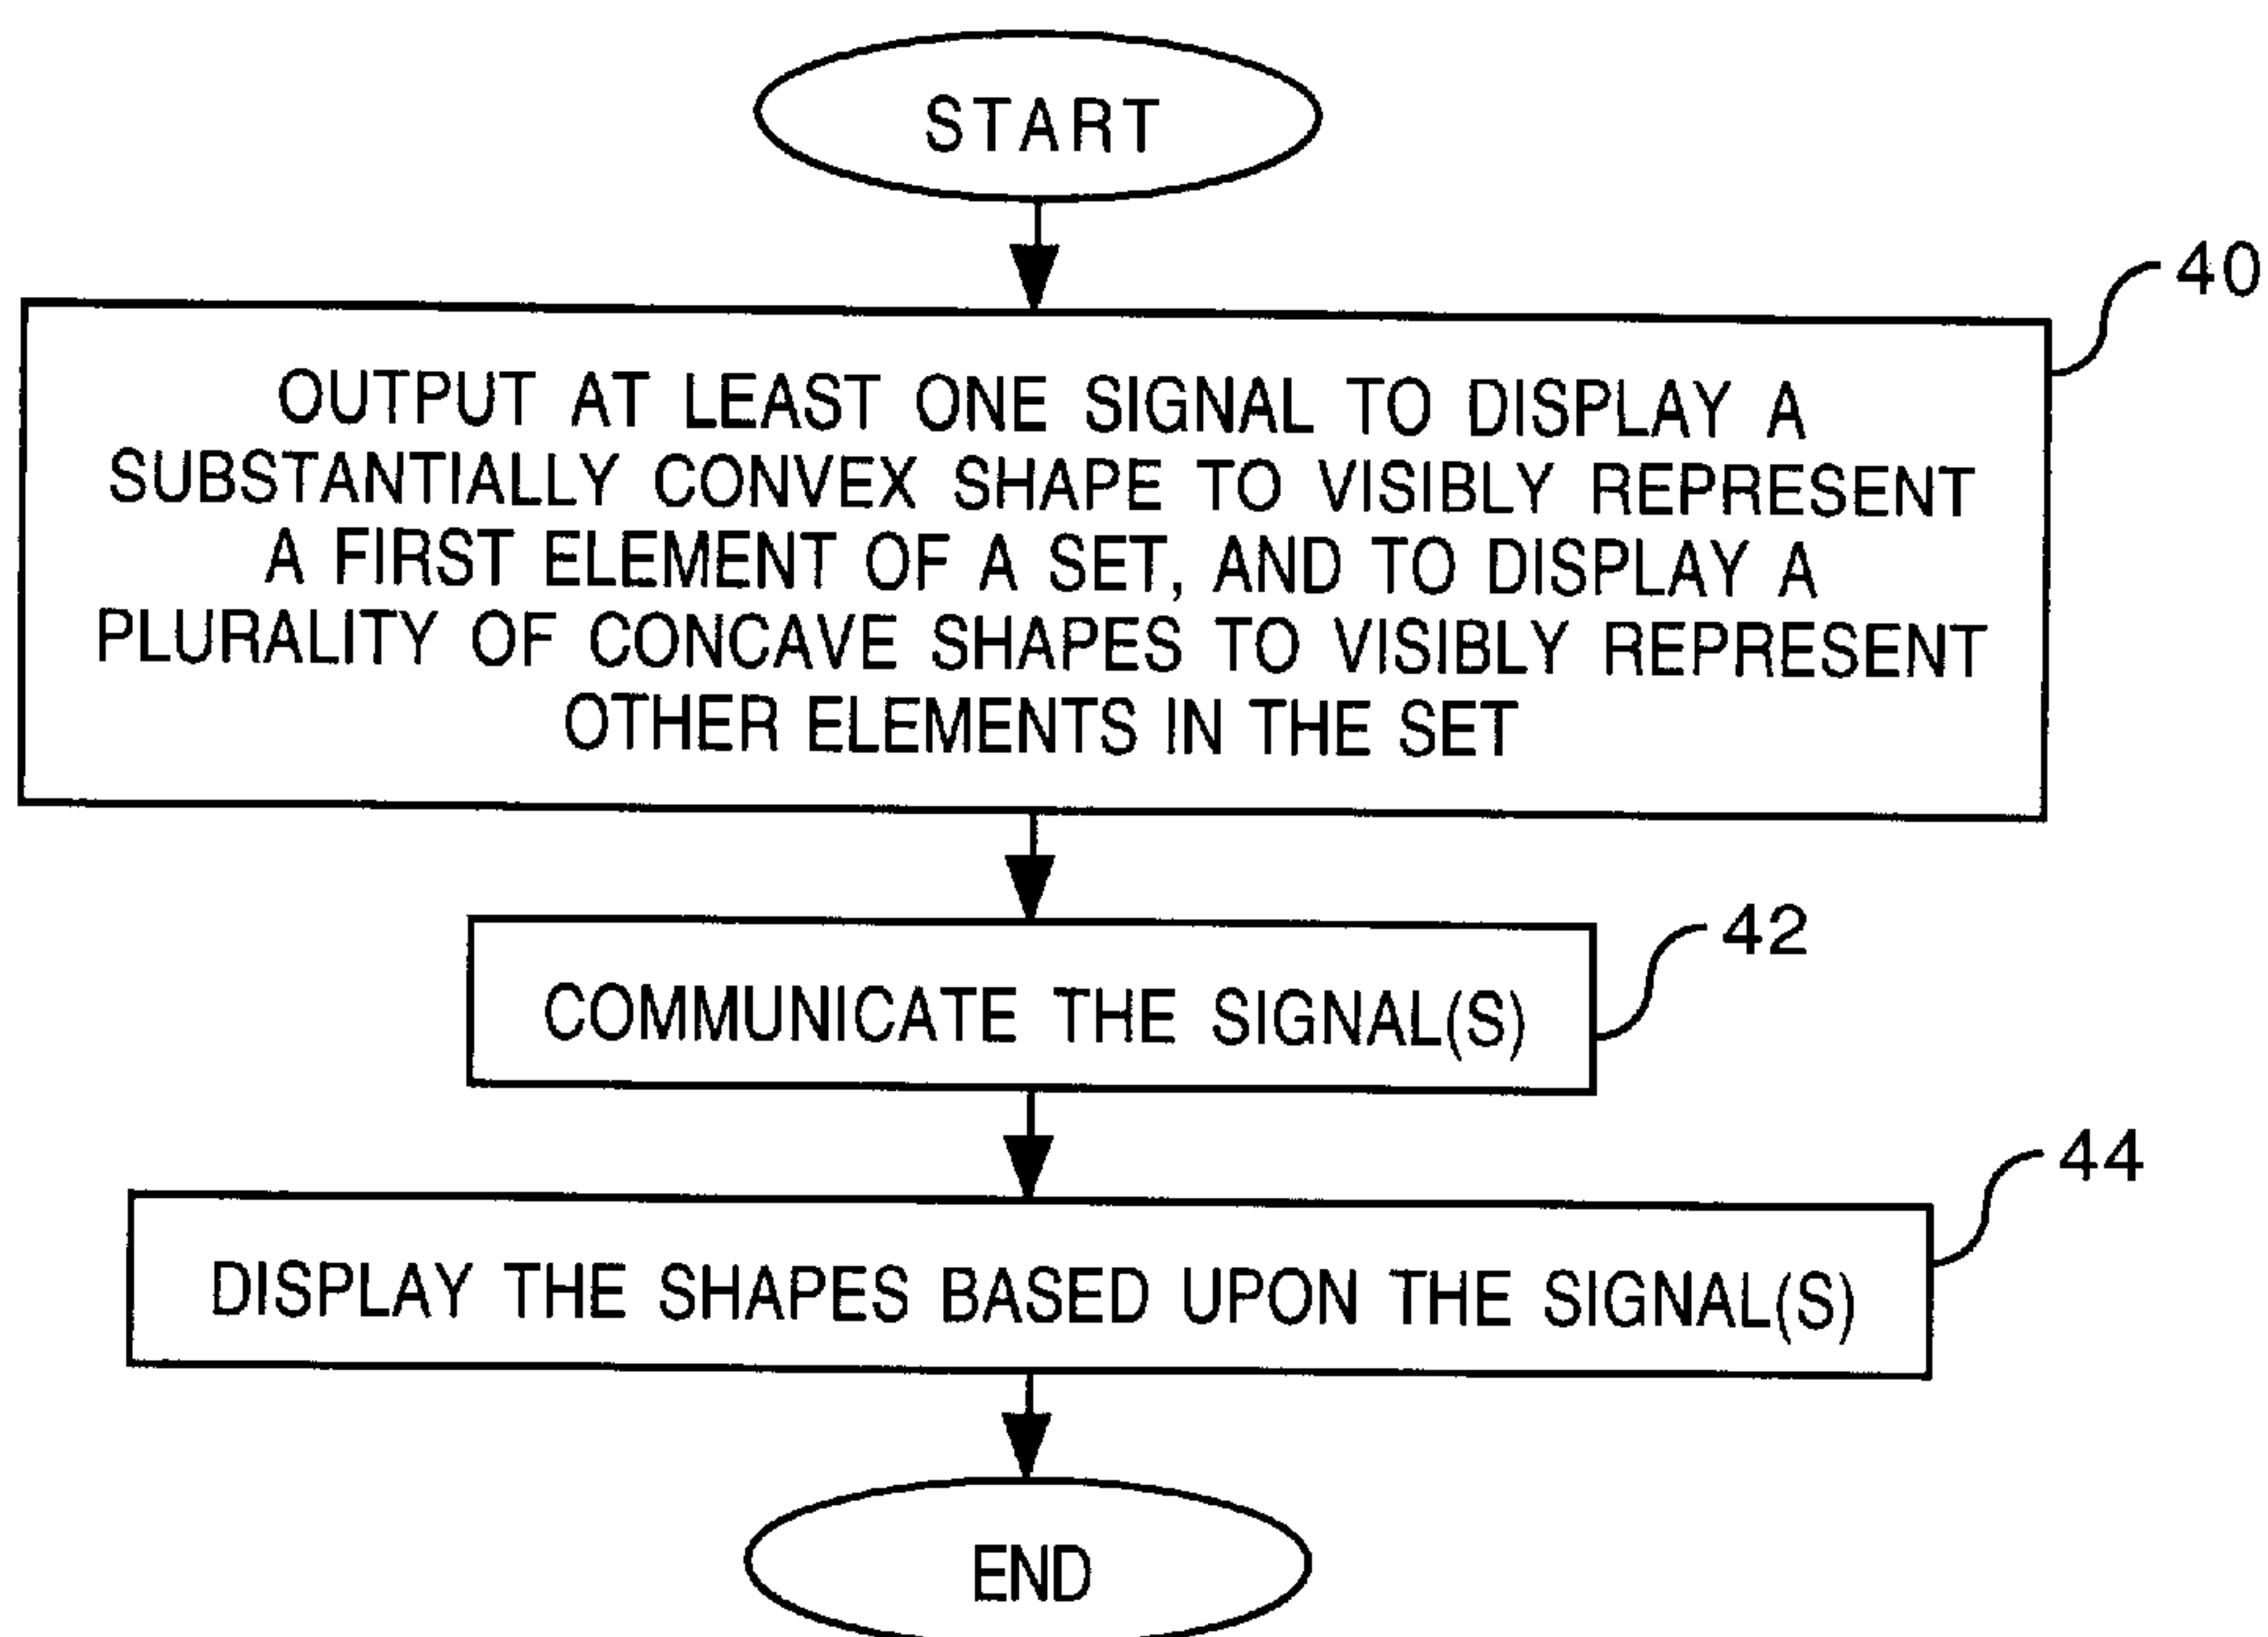 START
40
OUTPUT AT LEAST ONE SIGNAL TO DISPLAY A
SUBSTANTIALLY CONVEX SHAPE TO VISIBLY REPRESENT
A FIRST ELEMENT OF A SET, AND TO DISPLAY A
PLURALITY OF CONCAVE SHAPES TO VISIBLY REPRESENT
OTHER ELEMENTS IN THE SET
42
COMMUNICATE THE SIGNAL(S)
44
DISPLAY THE SHAPES BASED UPON THE SIGNAL(S)
END